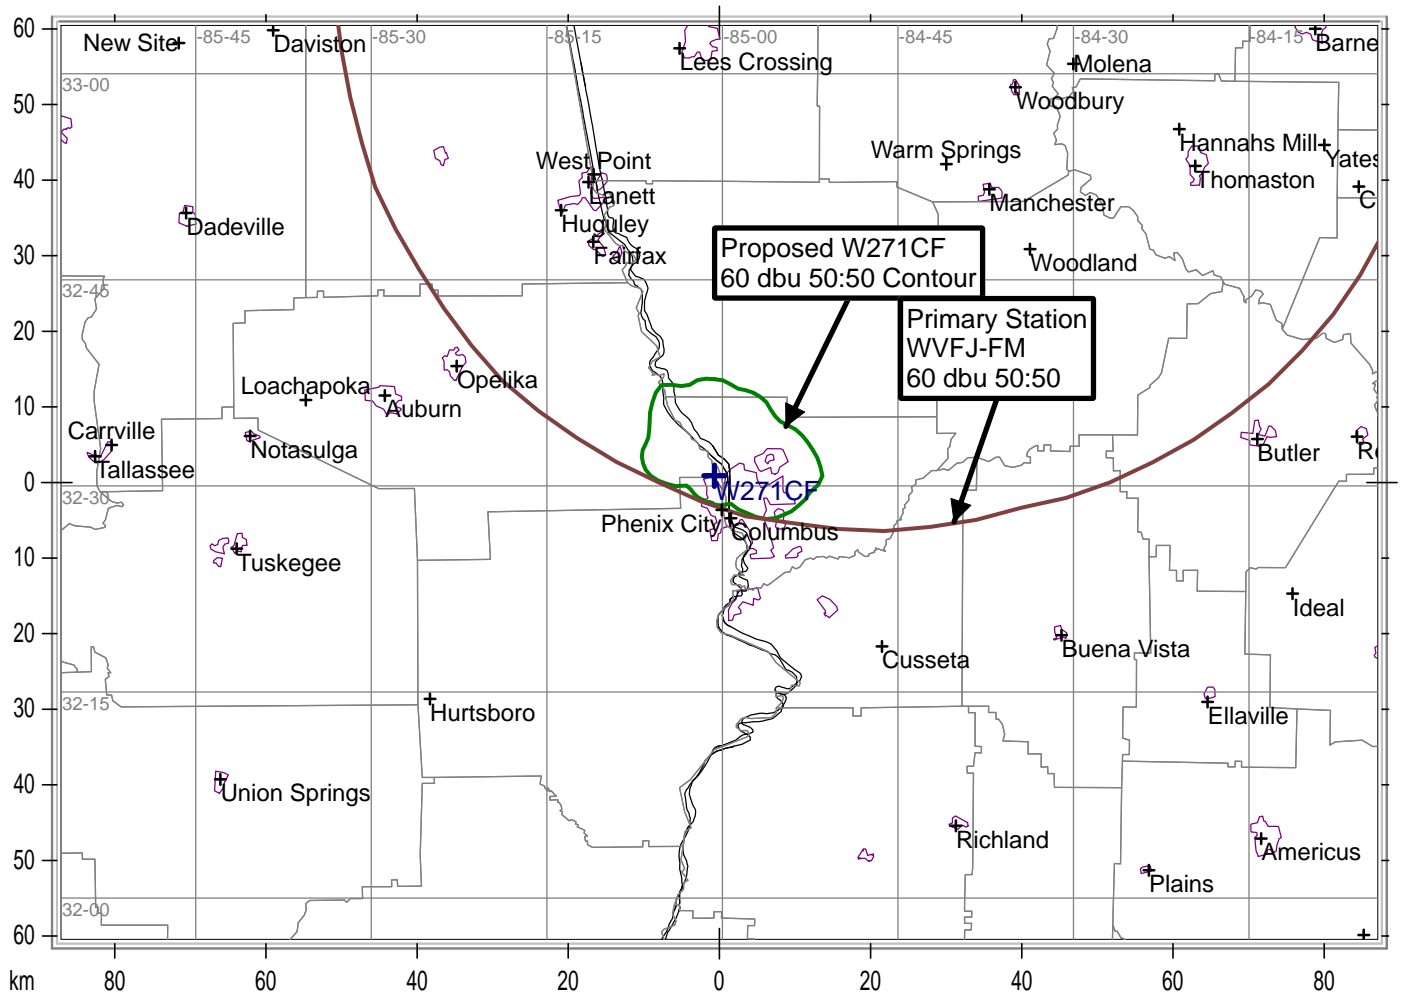 60
50
40
30
20
10
0
10
20
30
40
50
60
km
80
60
40
20
0
20
40
60
80
-85-45
-85-30
-85-15
-85-00
-84-45
-84-30
-84-15
33-00
32-45
32-30
32-15
32-00
New Site
Daviston
Lees Crossing
Molena
Barne
Woodbury
Hannahs Mill
Yates
Warm Springs
Thomaston
C
Manchester
West Point
Lanett
Huguley
Fairfax
Dadeville
Woodland
Proposed W271CF
60 dbu 50:50 Contour
Primary Station
WVFJ-FM
60 dbu 50:50
Opelika
Loachapoka
Auburn
Carrville
Tallassee
Notasulga
Butler
W271CF
Phenix City
Columbus
Tuskegee
Ideal
Buena Vista
Cusseta
Hurtsboro
Ellaville
Union Springs
Richland
Americus
Plains